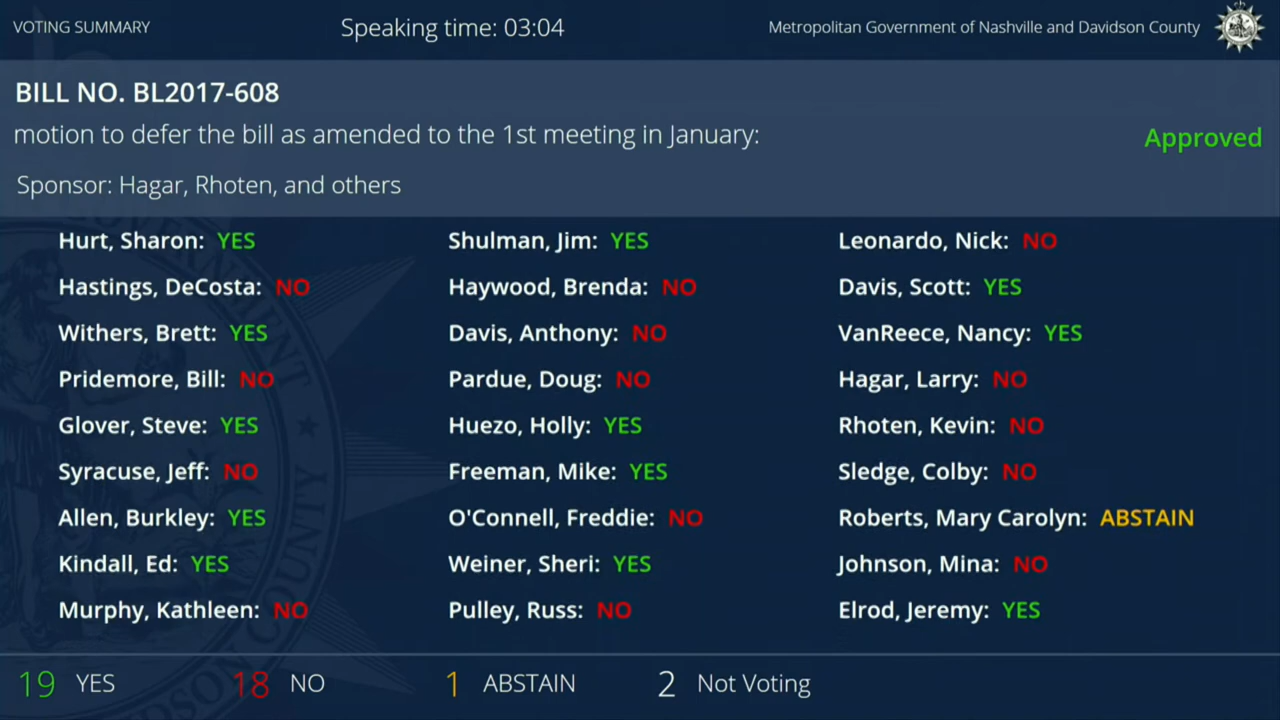 VOTING SUMMARY Speaking time: 03:04 Metropolitan Government of Nashville and Davidson County
BILL NO. BL2017-608
motion to defer the bill as amended to the 1st meeting in January: Approved
Sponsor: Hagar, Rhoten, and others
Hurt, Sharon: YES Shulman, Jim: YES Leonardo, Nick: NO
Hastings, DeCosta: NO Haywood, Brenda: NO Davis, Scott: YES
Withers, Brett: YES Davis, Anthony: NO VanReece, Nancy: YES
Pridemore, Bill: NO Pardue, Doug: NO Hagar, Larry: NO
Glover, Steve: YES Huezo, Holly: YES Rhoten, Kevin: NO
Syracuse, Jeff: NO Freeman, Mike: YES Sledge, Colby: NO
Allen, Burkley: YES O'Connell, Freddie: NO Roberts, Mary Carolyn: ABSTAIN
Kindall, Ed: YES Weiner, Sheri: YES Johnson, Mina: NO
Murphy, Kathleen: NO Pulley, Russ: NO Elrod, Jeremy: YES
19 YES 18 NO 1 ABSTAIN 2 Not Voting